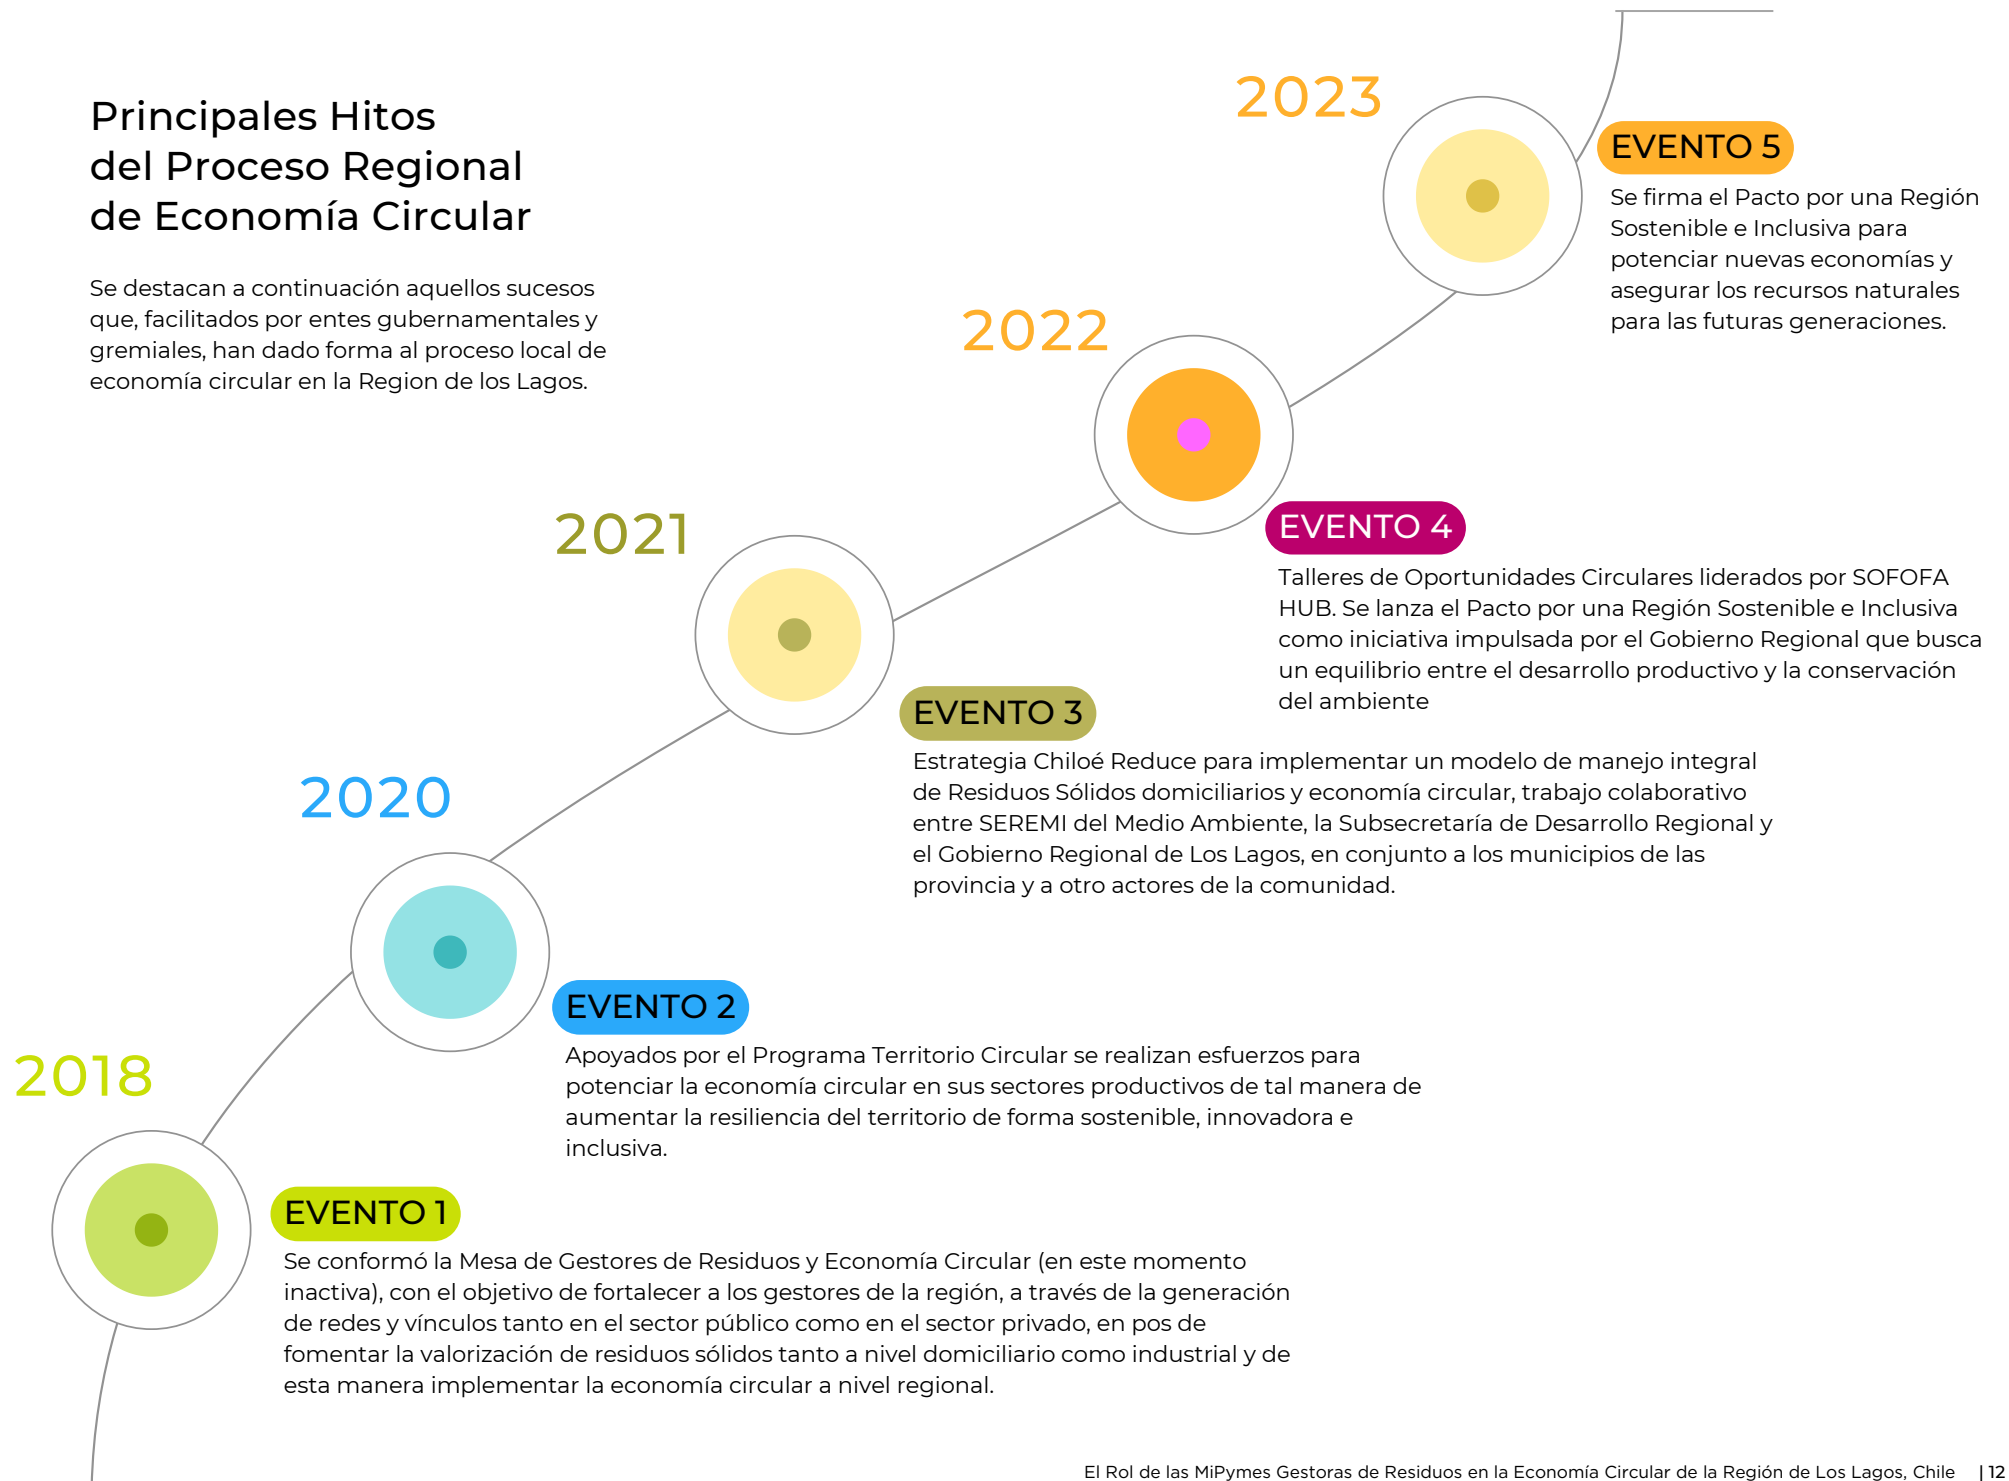 Principales Hitos
del Proceso Regional
de Economía Circular
Se destacan a continuación aquellos sucesos
que, facilitados por entes gubernamentales y
gremiales, han dado forma al proceso local de
economía circular en la Region de los Lagos.
2023
EVENTO 5
Se firma el Pacto por una Región
Sostenible e Inclusiva para
potenciar nuevas economías y
asegurar los recursos naturales
para las futuras generaciones.
2022
EVENTO 4
Talleres de Oportunidades Circulares liderados por SOFOFA
HUB. Se lanza el Pacto por una Región Sostenible e Inclusiva
como iniciativa impulsada por el Gobierno Regional que busca
un equilibrio entre el desarrollo productivo y la conservación
del ambiente
2021
EVENTO 3
Estrategia Chiloé Reduce para implementar un modelo de manejo integral
de Residuos Sólidos domiciliarios y economía circular, trabajo colaborativo
entre SEREMI del Medio Ambiente, la Subsecretaría de Desarrollo Regional y
el Gobierno Regional de Los Lagos, en conjunto a los municipios de las
provincia y a otro actores de la comunidad.
2020
EVENTO 2
Apoyados por el Programa Territorio Circular se realizan esfuerzos para
potenciar la economía circular en sus sectores productivos de tal manera de
aumentar la resiliencia del territorio de forma sostenible, innovadora e
inclusiva.
2018
EVENTO 1
Se conformó la Mesa de Gestores de Residuos y Economía Circular (en este momento
inactiva), con el objetivo de fortalecer a los gestores de la región, a través de la generación
de redes y vínculos tanto en el sector público como en el sector privado, en pos de
fomentar la valorización de residuos sólidos tanto a nivel domiciliario como industrial y de
esta manera implementar la economía circular a nivel regional.
El Rol de las MiPymes Gestoras de Residuos en la Economía Circular de la Región de Los Lagos, Chile | 12